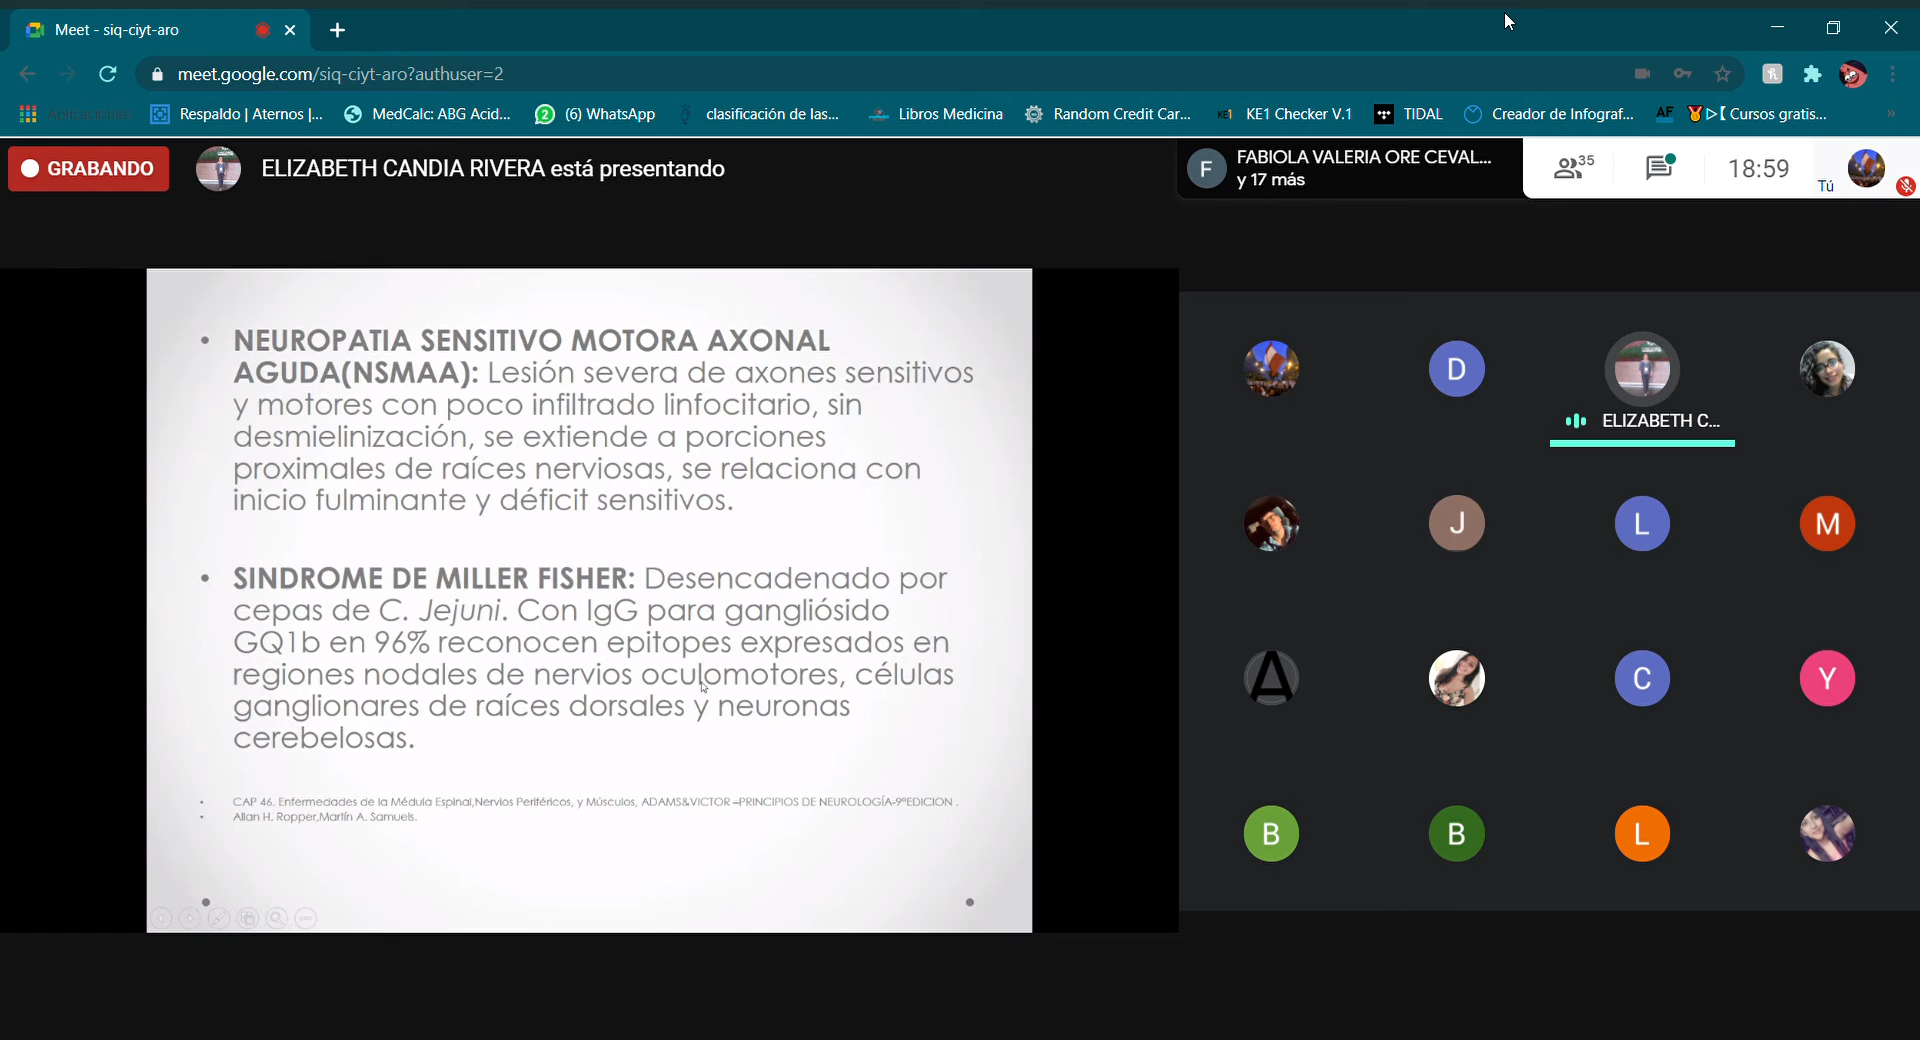 Meet - siq-ciyt-aro
meet.google.com/siq-ciyt-aro?authuser=2
Aplicaciones
Respaldo | Aternos |...
MedCalc: ABG Acid...
2
(6) WhatsApp
clasificación de las...
Libros Medicina
Random Credit Car...
KE1
KE1 Checker V.1
TIDAL
Creador de Infograf...
AF
Cursos gratis...
GRABANDO
ELIZABETH CANDIA RIVERA está presentando
F
FABIOLA VALERIA ORE CEVAL...
y 17 más
35
18:59
Tú
• NEUROPATIA SENSITIVO MOTORA AXONAL
AGUDA(NSMAA): Lesión severa de axones sensitivos
y motores con poco infiltrado linfocitario, sin
desmielinización, se extiende a porciones
proximales de raíces nerviosas, se relaciona con
inicio fulminante y déficit sensitivos.
• SINDROME DE MILLER FISHER: Desencadenado por
cepas de C. Jejuni. Con IgG para gangliósido
GQ1b en 96% reconocen epitopes expresados en
regiones nodales de nervios oculomotores, células
ganglionares de raíces dorsales y neuronas
cerebelosas.
• CAP 46. Enfermedades de la Médula Espinal,Nervios Periféricos, y Músculos, ADAMS&VICTOR –PRINCIPIOS DE NEUROLOGÍA-9ªEDICION .
• Allan H. Ropper,Martín A. Samuels.
D
ELIZABETH C...
J
L
M
A
C
Y
B
B
L